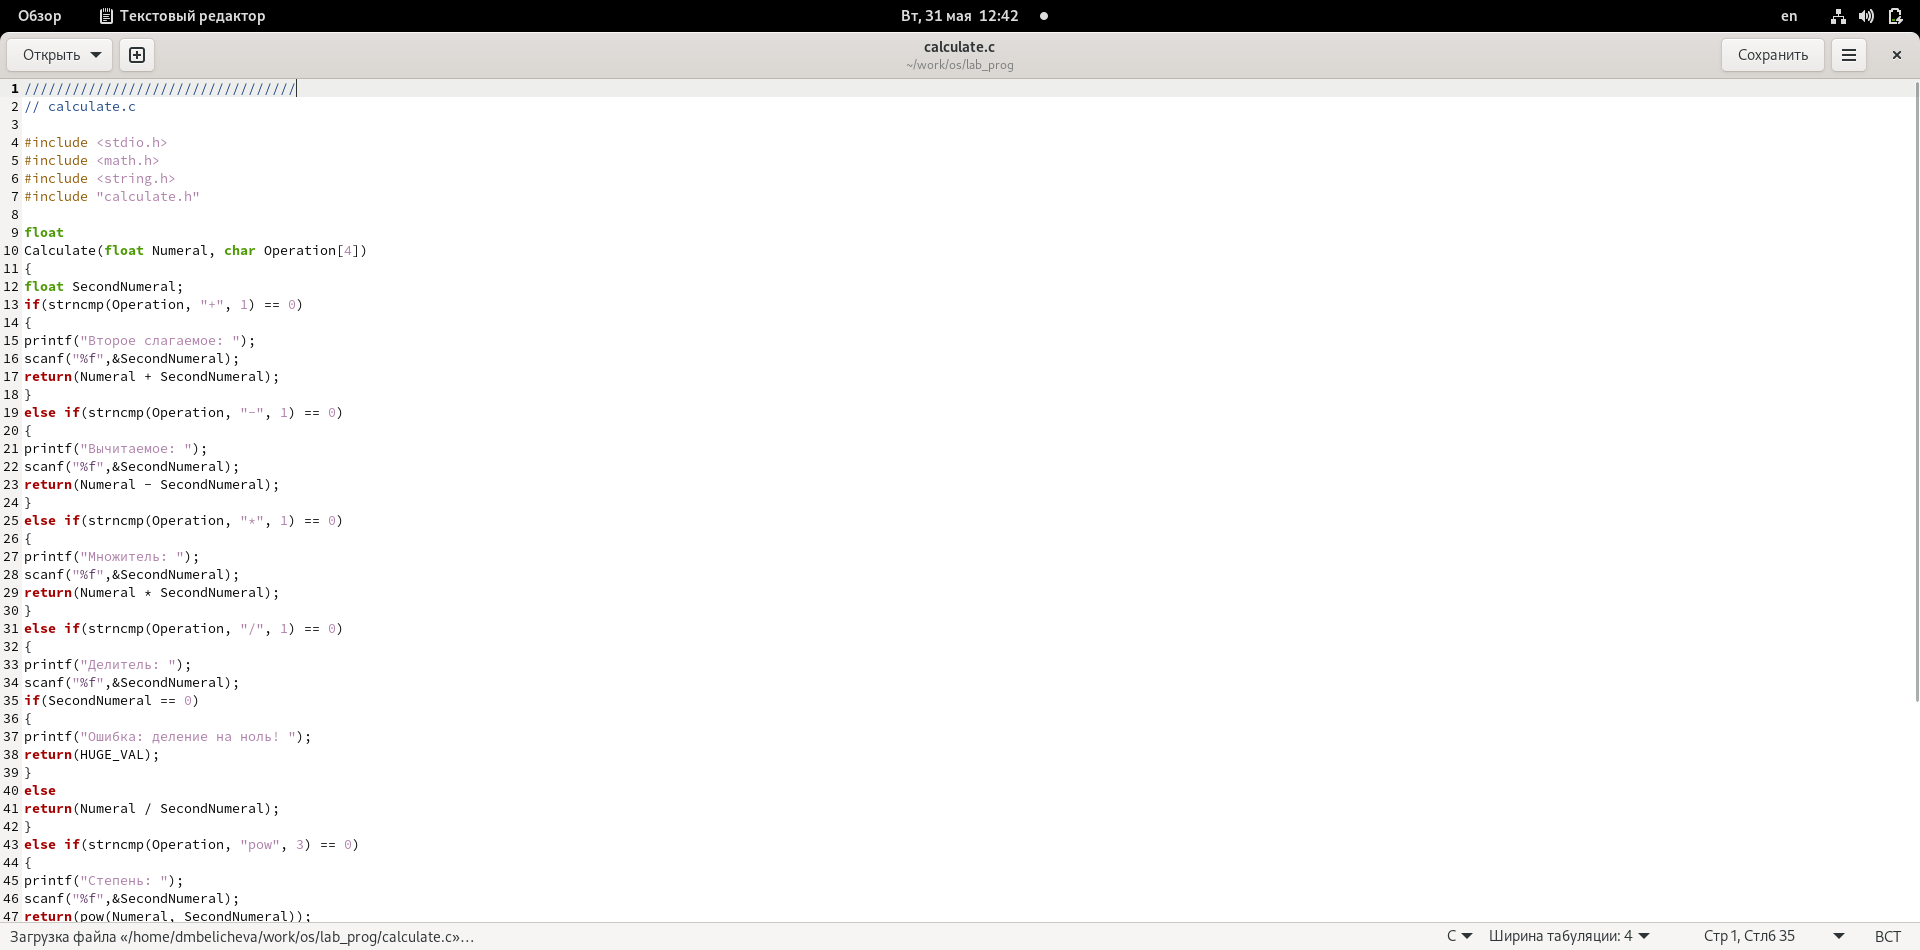 Обзор Текстовый редактор Вт, 31 мая 12:42 en
Открыть calculate.c Сохранить
~/work/os/lab_prog
1 //////////////////////////////////
2 // calculate.c
3
4 #include <stdio.h>
5 #include <math.h>
6 #include <string.h>
7 #include "calculate.h"
8
9 float
10 Calculate(float Numeral, char Operation[4])
11 {
12 float SecondNumeral;
13 if(strncmp(Operation, "+", 1) == 0)
14 {
15 printf("Второе слагаемое: ");
16 scanf("%f",&SecondNumeral);
17 return(Numeral + SecondNumeral);
18 }
19 else if(strncmp(Operation, "-", 1) == 0)
20 {
21 printf("Вычитаемое: ");
22 scanf("%f",&SecondNumeral);
23 return(Numeral - SecondNumeral);
24 }
25 else if(strncmp(Operation, "*", 1) == 0)
26 {
27 printf("Множитель: ");
28 scanf("%f",&SecondNumeral);
29 return(Numeral * SecondNumeral);
30 }
31 else if(strncmp(Operation, "/", 1) == 0)
32 {
33 printf("Делитель: ");
34 scanf("%f",&SecondNumeral);
35 if(SecondNumeral == 0)
36 {
37 printf("Ошибка: деление на ноль! ");
38 return(HUGE_VAL);
39 }
40 else
41 return(Numeral / SecondNumeral);
42 }
43 else if(strncmp(Operation, "pow", 3) == 0)
44 {
45 printf("Степень: ");
46 scanf("%f",&SecondNumeral);
47 return(pow(Numeral, SecondNumeral));
Загрузка файла «/home/dmbelicheva/work/os/lab_prog/calculate.c»… C Ширина табуляции: 4 Стр 1, Стлб 35 ВСТ